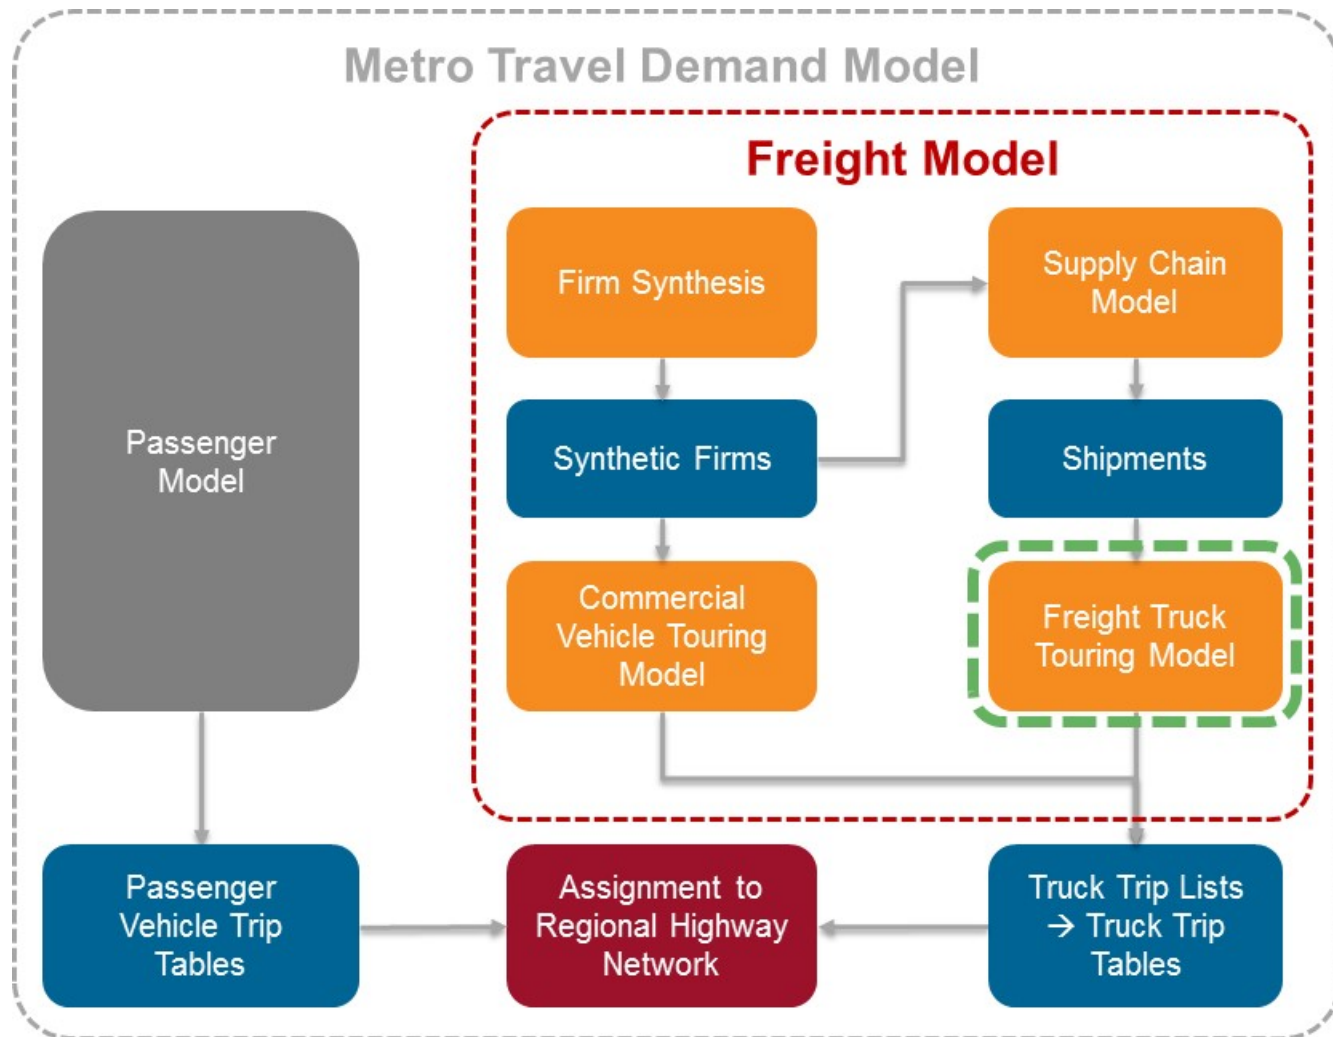 Metro Travel Demand Model
Freight Model
Passenger
Model
Firm Synthesis
Supply Chain
Model
Synthetic Firms
Shipments
Commercial
Vehicle Touring
Model
Freight Truck
Touring Model
Passenger
Vehicle Trip
Tables
Assignment to
Regional Highway
Network
Truck Trip Lists
→ Truck Trip
Tables